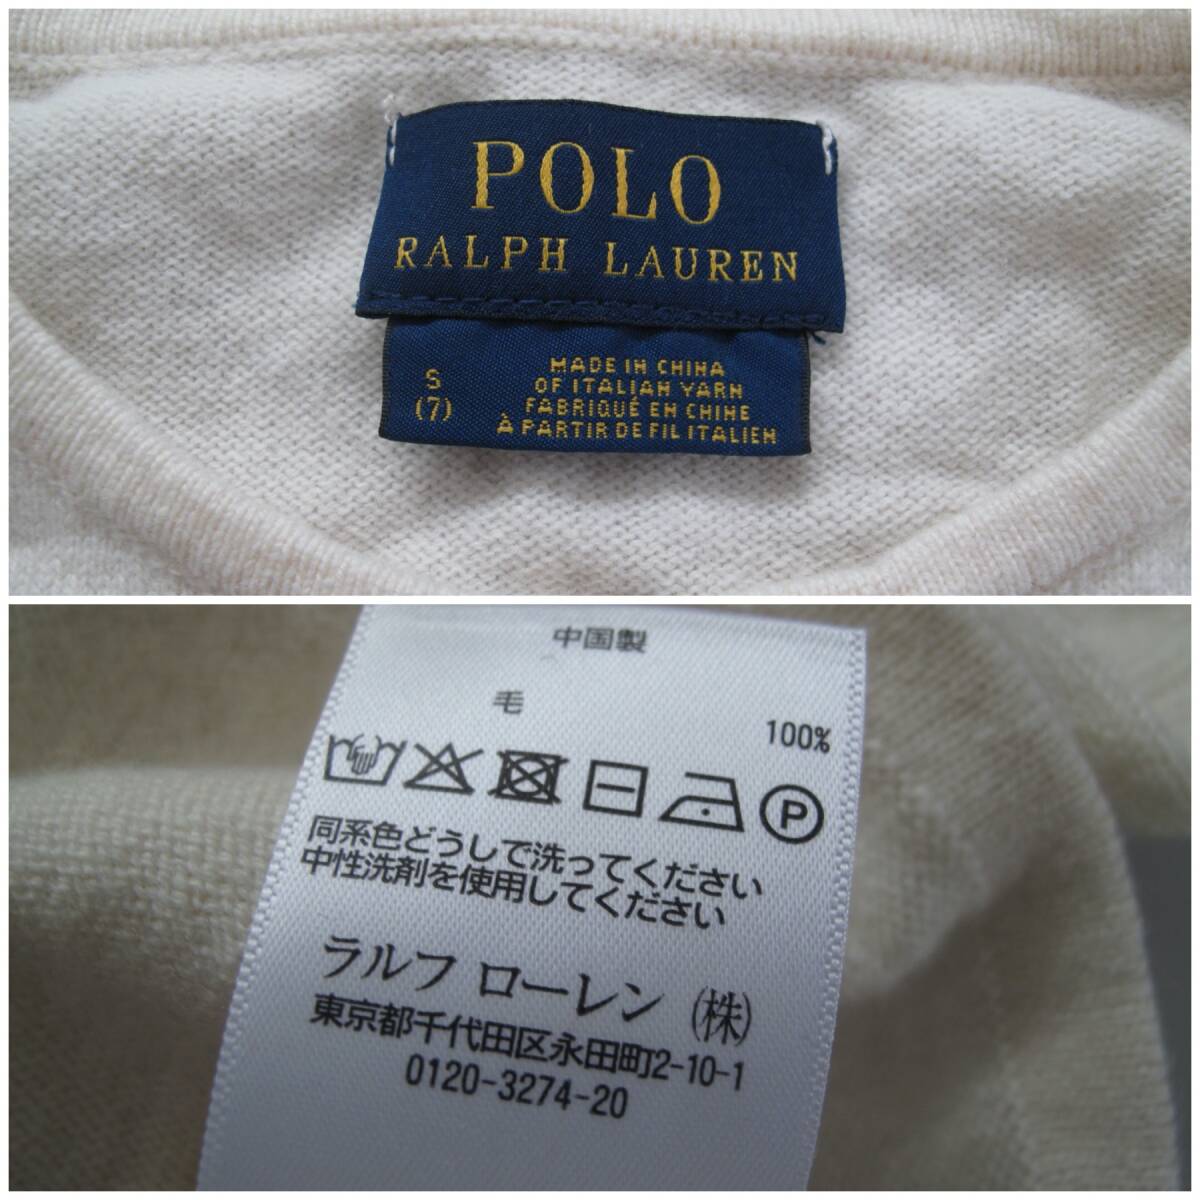 POLO
RALPH LAUREN
S
(7)
MADE IN CHINA
OF ITALIAN YARN
FABRIQUÉ EN CHINE
À PARTIR DE FIL ITALIEN
中国製
毛 100%
P
同系色どうしで洗ってください
中性洗剤を使用してください
ラルフ ローレン (株)
東京都千代田区永田町2-10-1
0120-3274-20